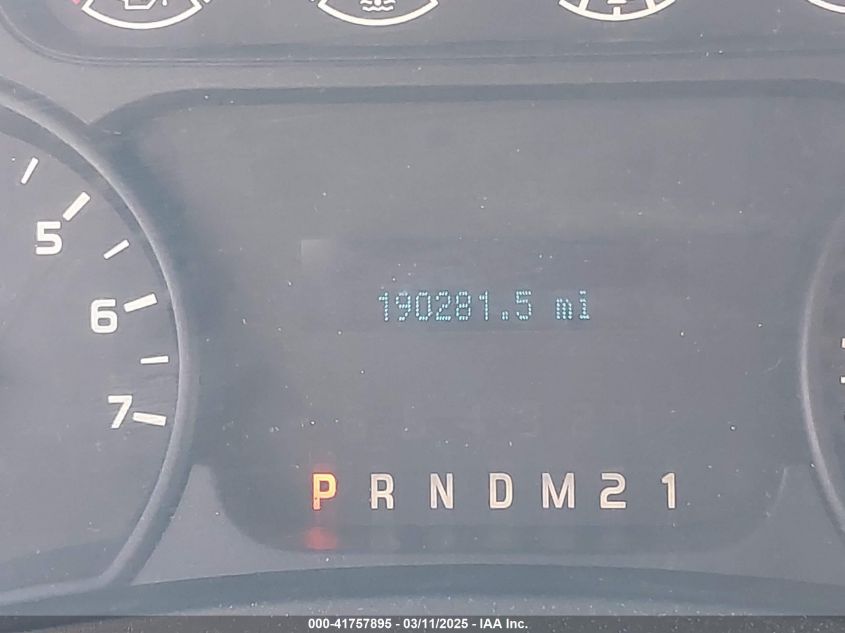 5
6
7
190281.5 mi
P R N D M 2 1
000-41757895 - 03/11/2025 - IAA Inc.